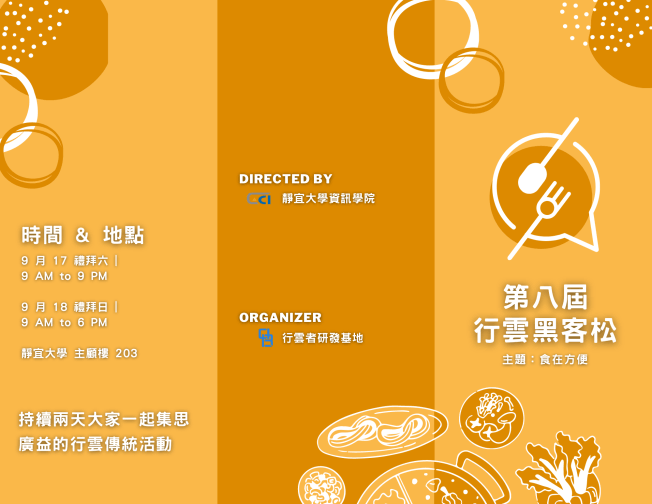 時間 & 地點
9 月 17 禮拜六 |
9 AM to 9 PM
9 月 18 禮拜日 |
9 AM to 6 PM
靜宜大學 主顧樓 203
持續兩天大家一起集思
廣益的行雲傳統活動
DIRECTED BY
CCI 靜宜大學資訊學院
ORGANIZER
行雲者研發基地
第八屆
行雲黑客松
主題：食在方便